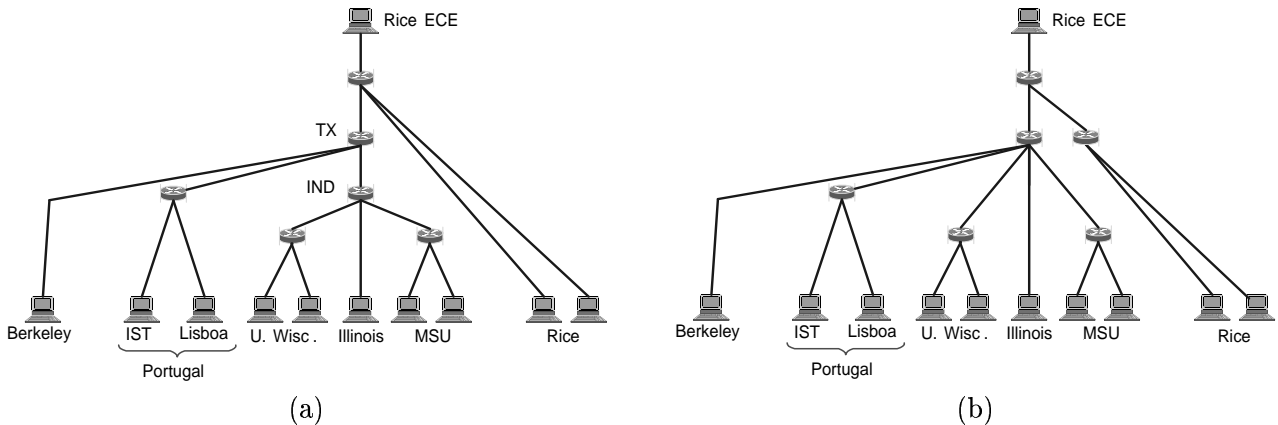 Rice ECE
TX
IND
Berkeley
IST
Lisboa
U. Wisc.
Illinois
MSU
Rice
Portugal
(a)
Rice ECE
Berkeley
IST
Lisboa
U. Wisc.
Illinois
MSU
Rice
Portugal
(b)